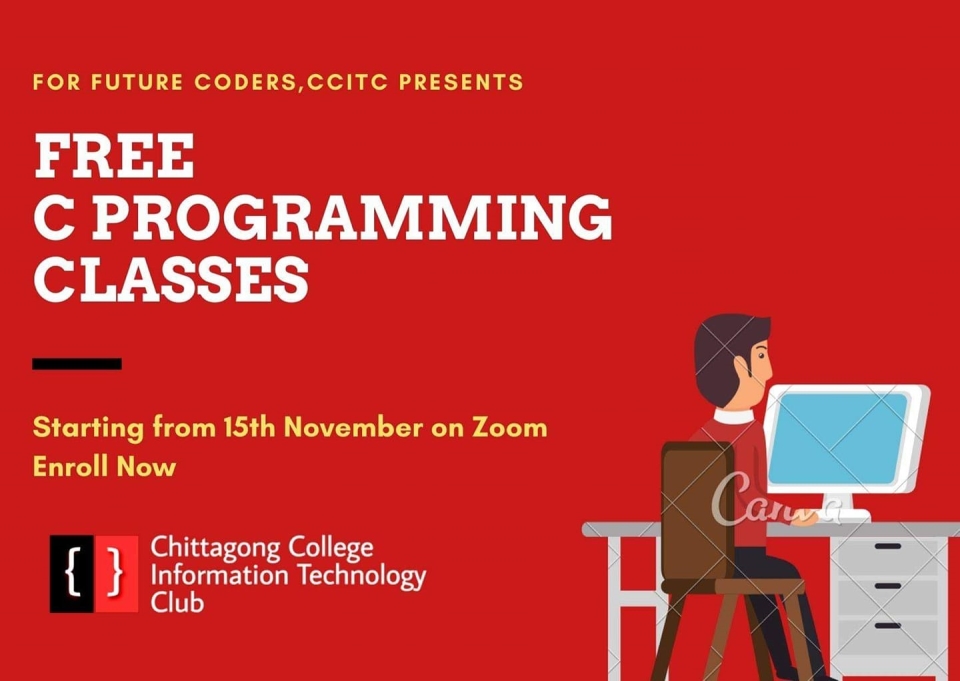 FOR FUTURE CODERS,CCITC PRESENTS
FREE
C PROGRAMMING
CLASSES
Starting from 15th November on Zoom
Enroll Now
{ }
Chittagong College
Information Technology
Club
Canva